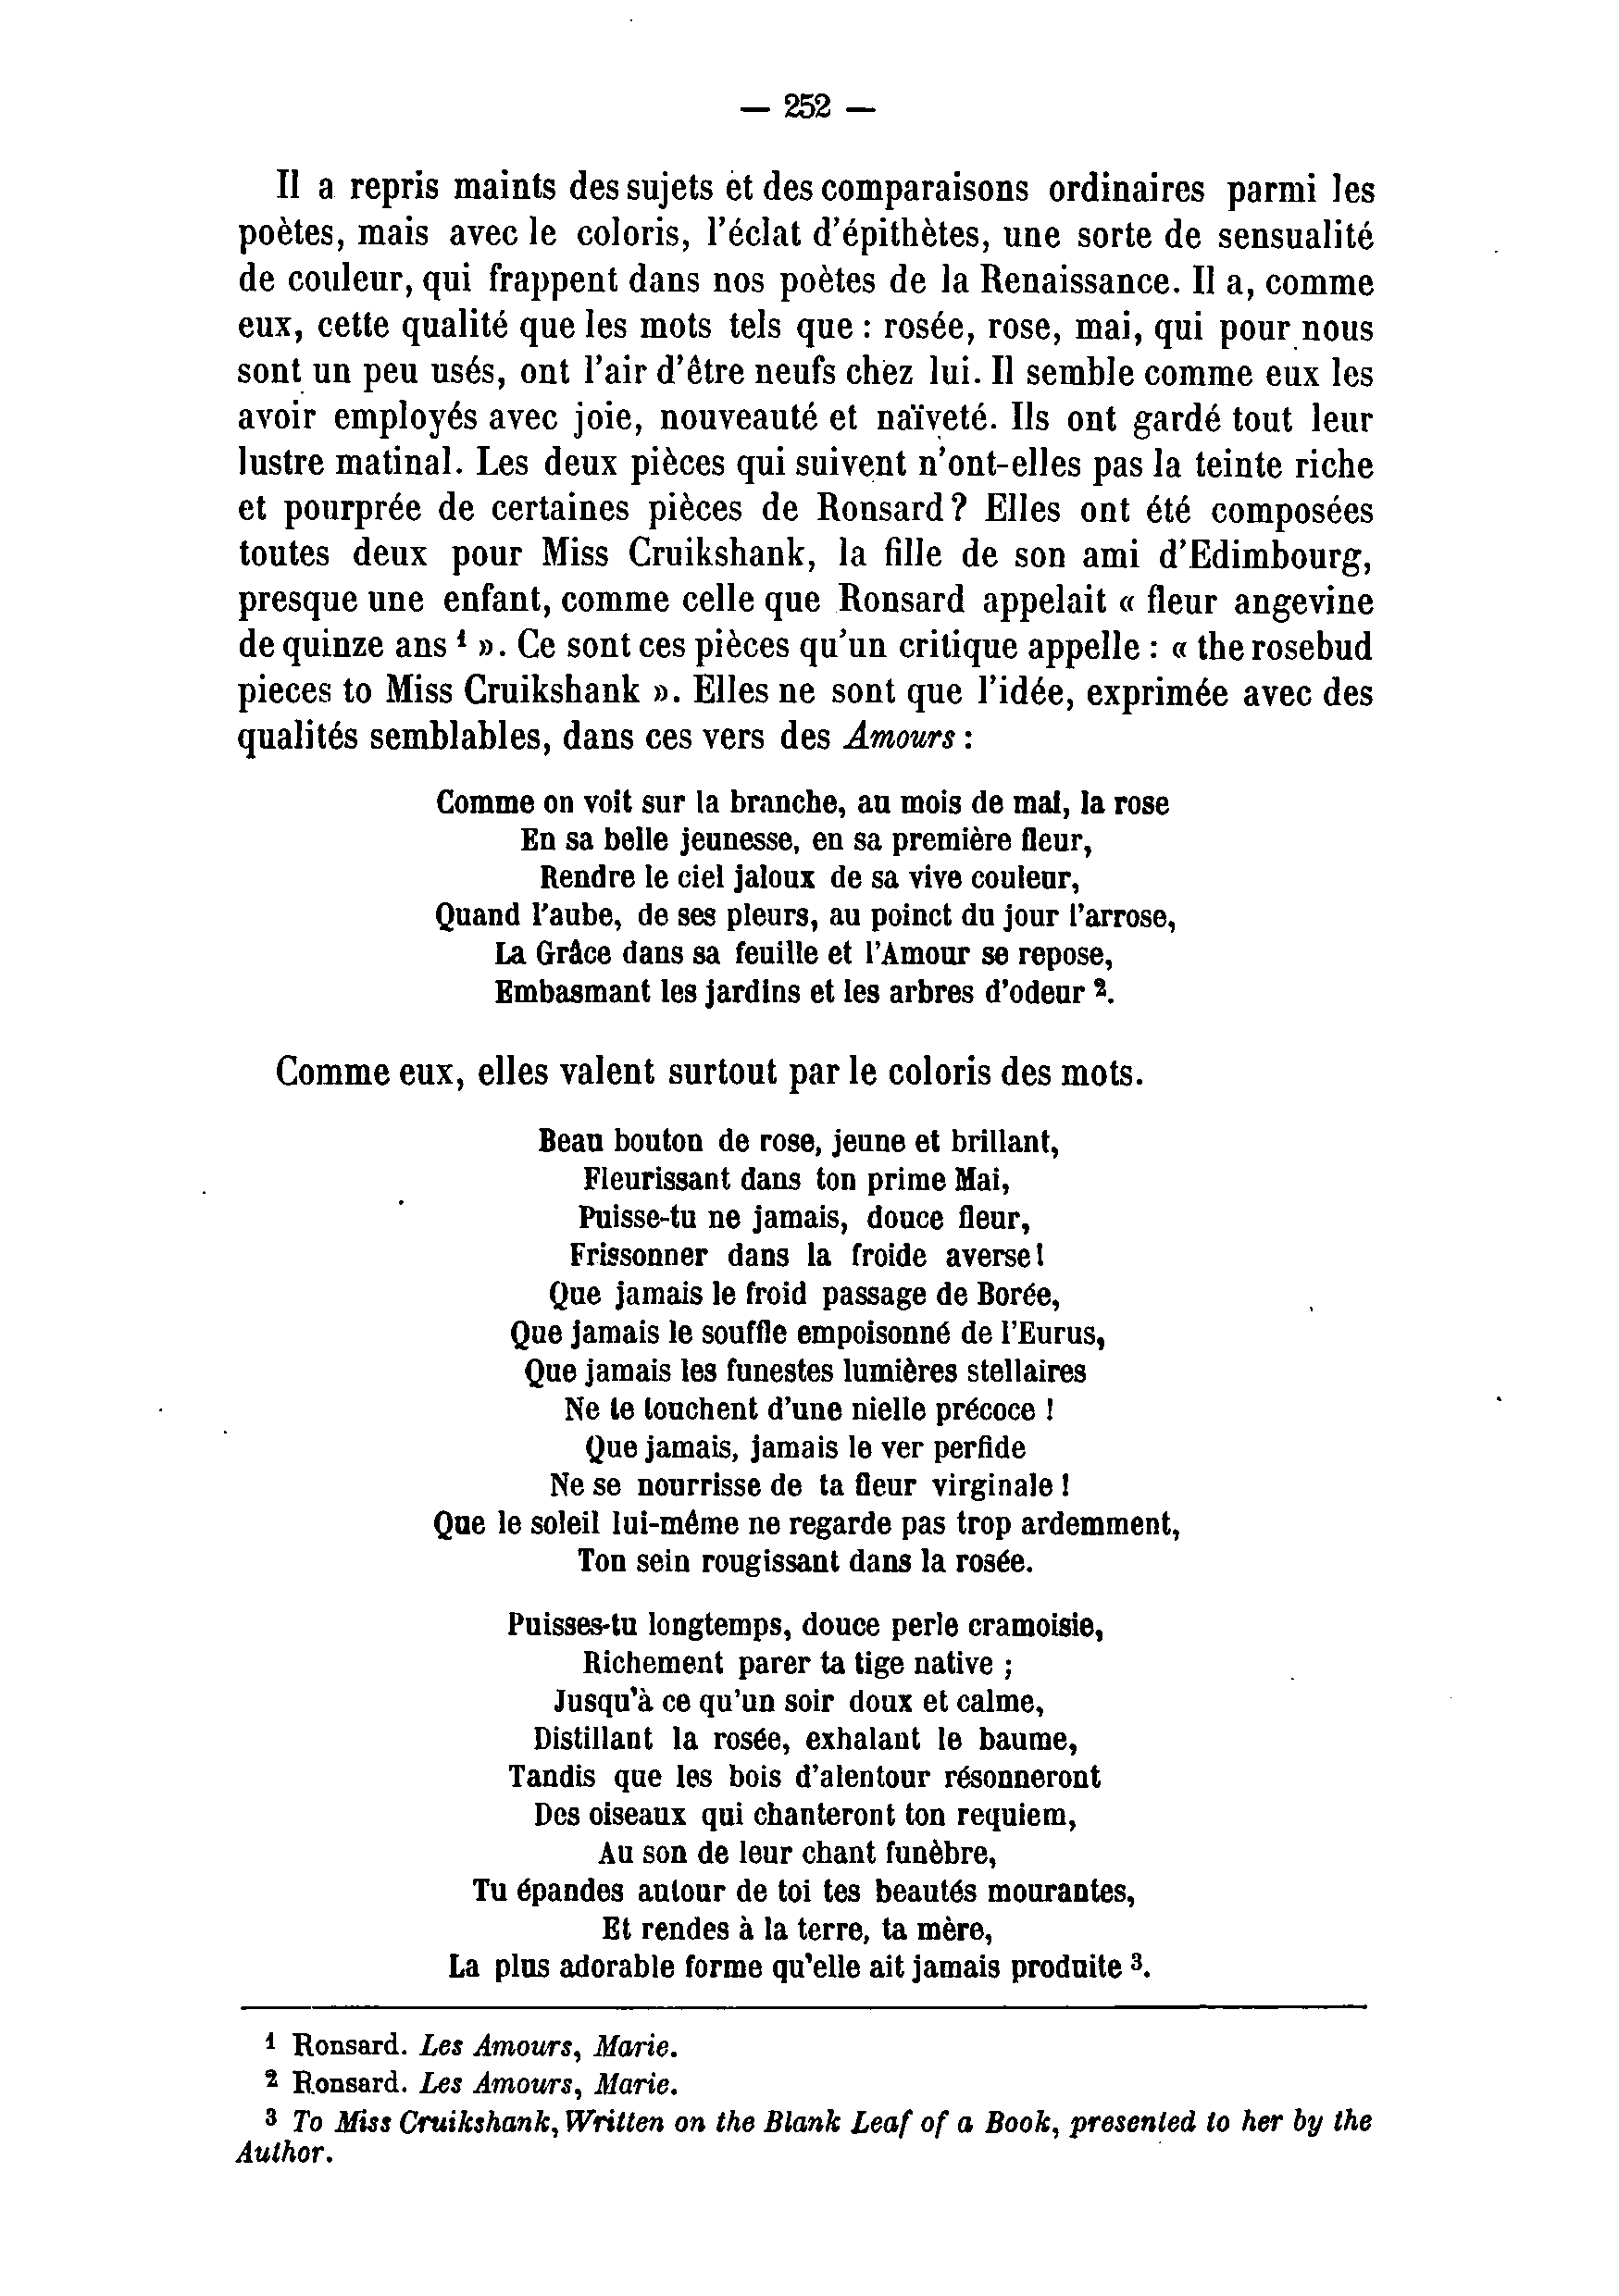 — 252 —
Il a repris maints des sujets et des comparaisons ordinaires parmi les
poètes, mais avec le coloris, l'éclat d'épithètes, une sorte de sensualité
de couleur, qui frappent dans nos poètes de la Renaissance. Il a, comme
eux, cette qualité que les mots tels que : rosée, rose, mai, qui pour nous
sont un peu usés, ont l'air d'être neufs chez lui. Il semble comme eux les
avoir employés avec joie, nouveauté et naïveté. Ils ont gardé tout leur
lustre matinal. Les deux pièces qui suivent n'ont-elles pas la teinte riche
et pourprée de certaines pièces de Ronsard ? Elles ont été composées
toutes deux pour Miss Cruikshank, la fille de son ami d'Edimbourg,
presque une enfant, comme celle que Ronsard appelait « fleur angevine
de quinze ans ¹ ». Ce sont ces pièces qu'un critique appelle : « the rosebud
pieces to Miss Cruikshank ». Elles ne sont que l'idée, exprimée avec des
qualités semblables, dans ces vers des Amours :
Comme on voit sur la branche, au mois de mai, la rose
En sa belle jeunesse, en sa première fleur,
Rendre le ciel jaloux de sa vive couleur,
Quand l'aube, de ses pleurs, au poinct du jour l'arrose,
La Grâce dans sa feuille et l'Amour se repose,
Embasmant les jardins et les arbres d'odeur ².
Comme eux, elles valent surtout par le coloris des mots.
Beau bouton de rose, jeune et brillant,
Fleurissant dans ton prime Mai,
Puisse-tu ne jamais, douce fleur,
Frissonner dans la froide averse !
Que jamais le froid passage de Borée,
Que jamais le souffle empoisonné de l'Eurus,
Que jamais les funestes lumières stellaires
Ne te touchent d'une nielle précoce !
Que jamais, jamais le ver perfide
Ne se nourrisse de ta fleur virginale !
Que le soleil lui-même ne regarde pas trop ardemment,
Ton sein rougissant dans la rosée.
Puisses-tu longtemps, douce perle cramoisie,
Richement parer ta tige native ;
Jusqu'à ce qu'un soir doux et calme,
Distillant la rosée, exhalant le baume,
Tandis que les bois d'alentour résonneront
Des oiseaux qui chanteront ton requiem,
Au son de leur chant funèbre,
Tu épandes autour de toi tes beautés mourantes,
Et rendes à la terre, ta mère,
La plus adorable forme qu'elle ait jamais produite ³.
¹ Ronsard. Les Amours, Marie.
² Ronsard. Les Amours, Marie.
³ To Miss Cruikshank, Written on the Blank Leaf of a Book, presented to her by the
Author.